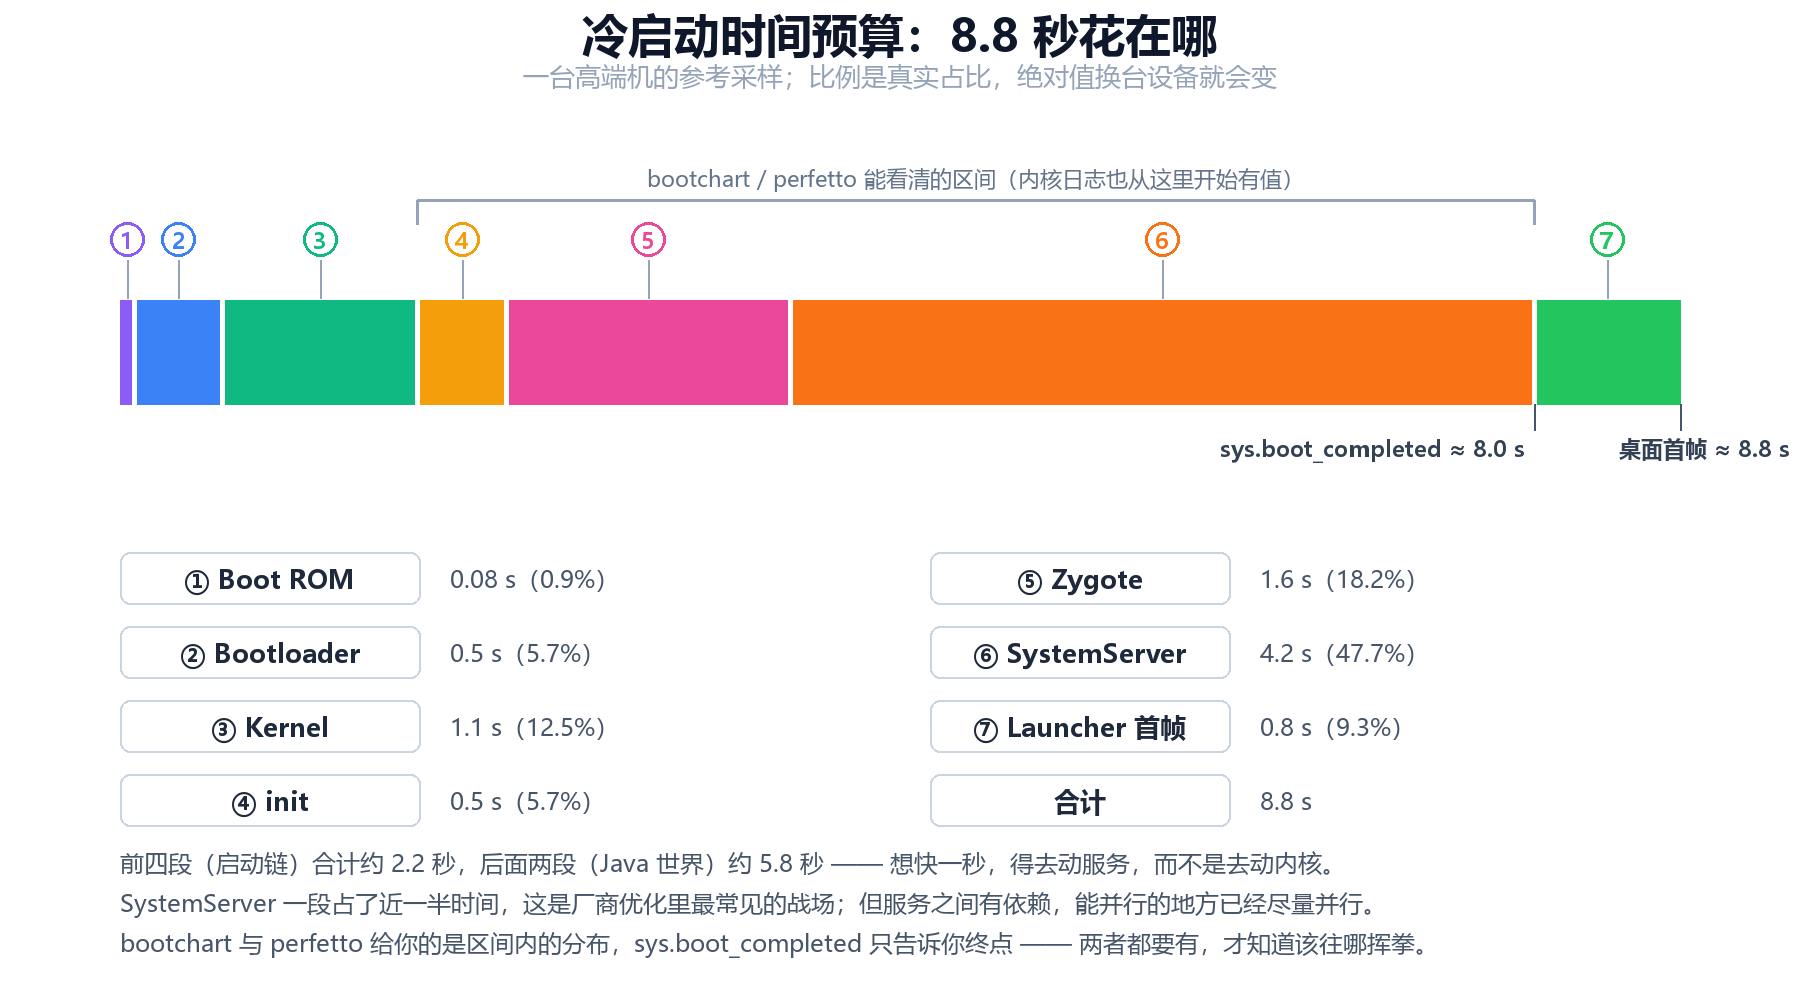 冷启动时间预算：8.8 秒花在哪
一台高端机的参考采样；比例是真实占比，绝对值换台设备就会变
bootchart / perfetto 能看清的区间（内核日志也从这里开始有值）
① ② ③ ④ ⑤ ⑥ ⑦
sys.boot_completed ≈ 8.0 s
桌面首帧 ≈ 8.8 s
① Boot ROM 0.08 s（0.9%）
② Bootloader 0.5 s（5.7%）
③ Kernel 1.1 s（12.5%）
④ init 0.5 s（5.7%）
⑤ Zygote 1.6 s（18.2%）
⑥ SystemServer 4.2 s（47.7%）
⑦ Launcher 首帧 0.8 s（9.3%）
合计 8.8 s
前四段（启动链）合计约 2.2 秒，后面两段（Java 世界）约 5.8 秒 —— 想快一秒，得去动服务，而不是去动内核。
SystemServer 一段占了近一半时间，这是厂商优化里最常见的战场；但服务之间有依赖，能并行的地方已经尽量并行。
bootchart 与 perfetto 给你的是区间内的分布，sys.boot_completed 只告诉你终点 —— 两者都要有，才知道该往哪挥拳。